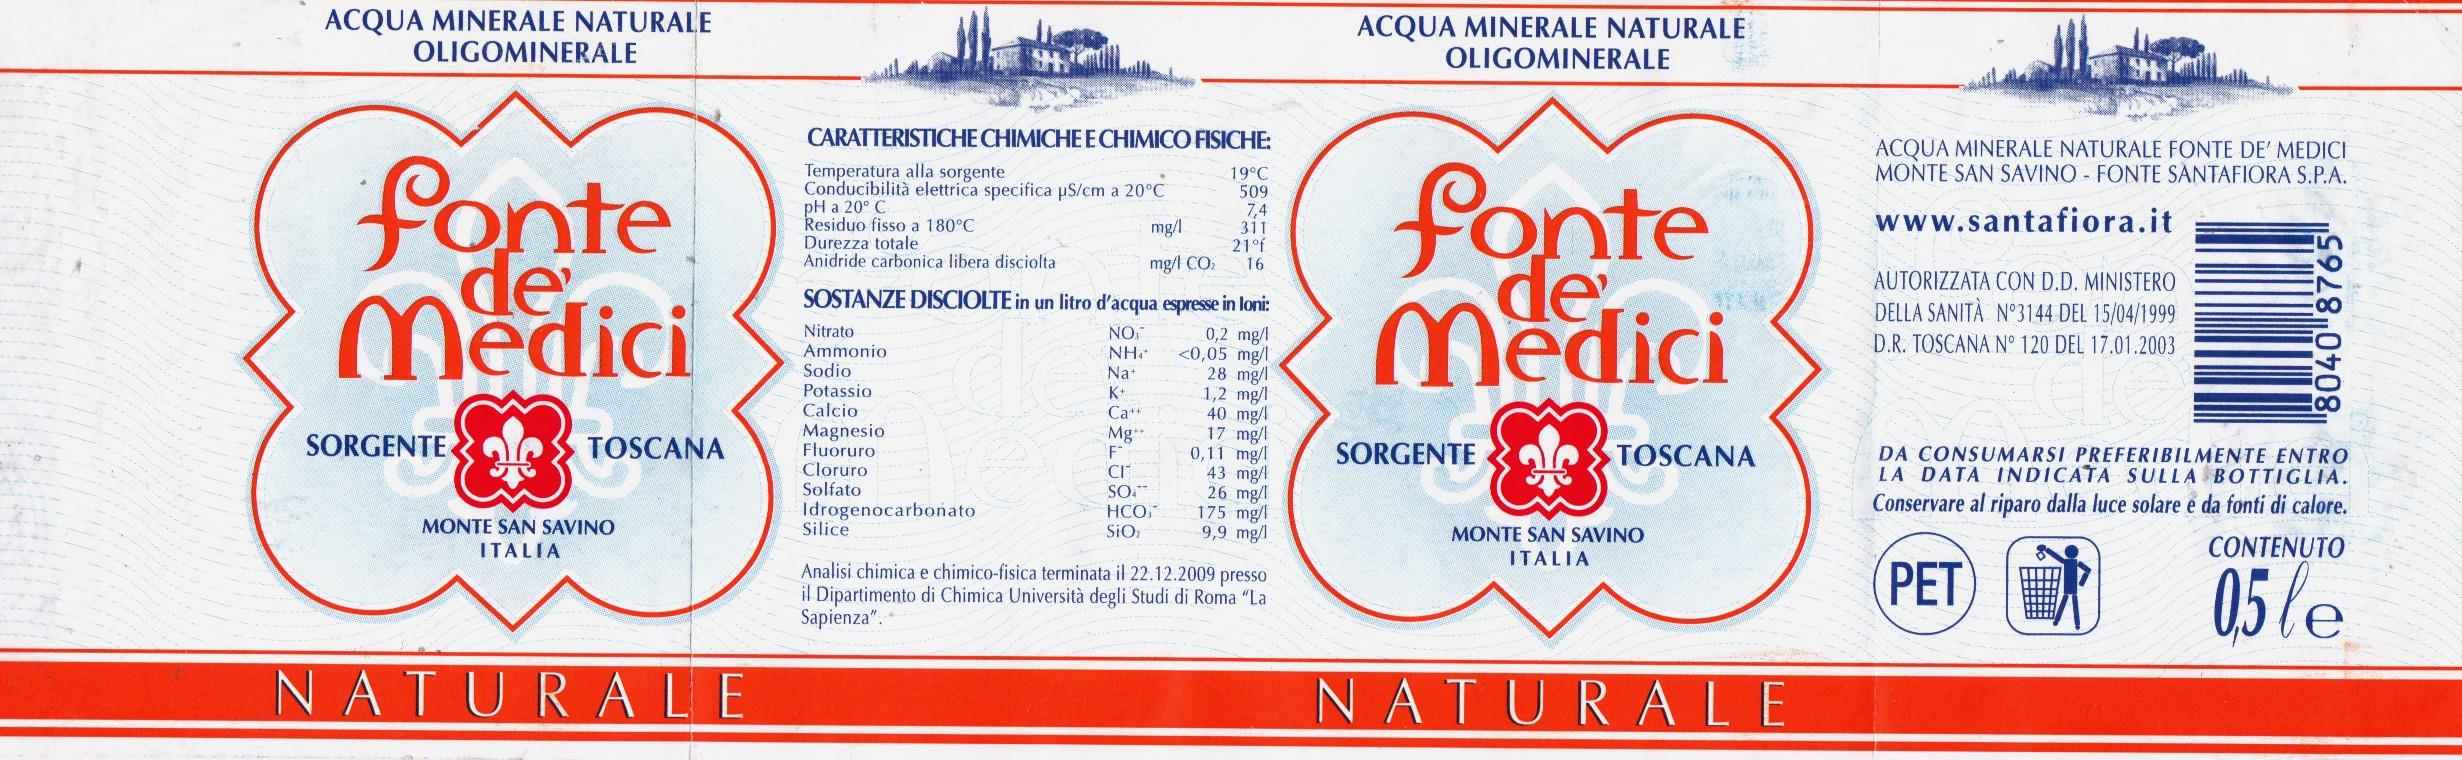 ACQUA MINERALE NATURALE
OLIGOMINERALE
fonte
de'
Medici
SORGENTE TOSCANA
MONTE SAN SAVINO
ITALIA
NATURALE
CARATTERISTICHE CHIMICHE E CHIMICO FISICHE:
Temperatura alla sorgente 19°C
Conducibilità elettrica specifica µS/cm a 20°C 509
pH a 20° C 7,4
Residuo fisso a 180°C mg/l 311
Durezza totale 21°f
Anidride carbonica libera disciolta mg/l CO₂ 16
SOSTANZE DISCIOLTE in un litro d'acqua espresse in Ioni:
Nitrato NO₃⁻ 0,2 mg/l
Ammonio NH₄⁺ <0,05 mg/l
Sodio Na⁺ 28 mg/l
Potassio K⁺ 1,2 mg/l
Calcio Ca⁺⁺ 40 mg/l
Magnesio Mg⁺⁺ 17 mg/l
Fluoruro F⁻ 0,11 mg/l
Cloruro Cl⁻ 43 mg/l
Solfato SO₄⁻⁻ 26 mg/l
Idrogenocarbonato HCO₃⁻ 175 mg/l
Silice SiO₂ 9,9 mg/l
Analisi chimica e chimico-fisica terminata il 22.12.2009 presso
il Dipartimento di Chimica Università degli Studi di Roma "La
Sapienza".
ACQUA MINERALE NATURALE
OLIGOMINERALE
fonte
de'
Medici
SORGENTE TOSCANA
MONTE SAN SAVINO
ITALIA
NATURALE
ACQUA MINERALE NATURALE FONTE DE' MEDICI
MONTE SAN SAVINO - FONTE SANTAFIORA S.P.A.
www.santafiora.it
AUTORIZZATA CON D.D. MINISTERO
DELLA SANITÀ N°3144 DEL 15/04/1999
D.R. TOSCANA N° 120 DEL 17.01.2003
8040 8765
DA CONSUMARSI PREFERIBILMENTE ENTRO
LA DATA INDICATA SULLA BOTTIGLIA.
Conservare al riparo dalla luce solare e da fonti di calore.
PET
CONTENUTO
0,5 l e